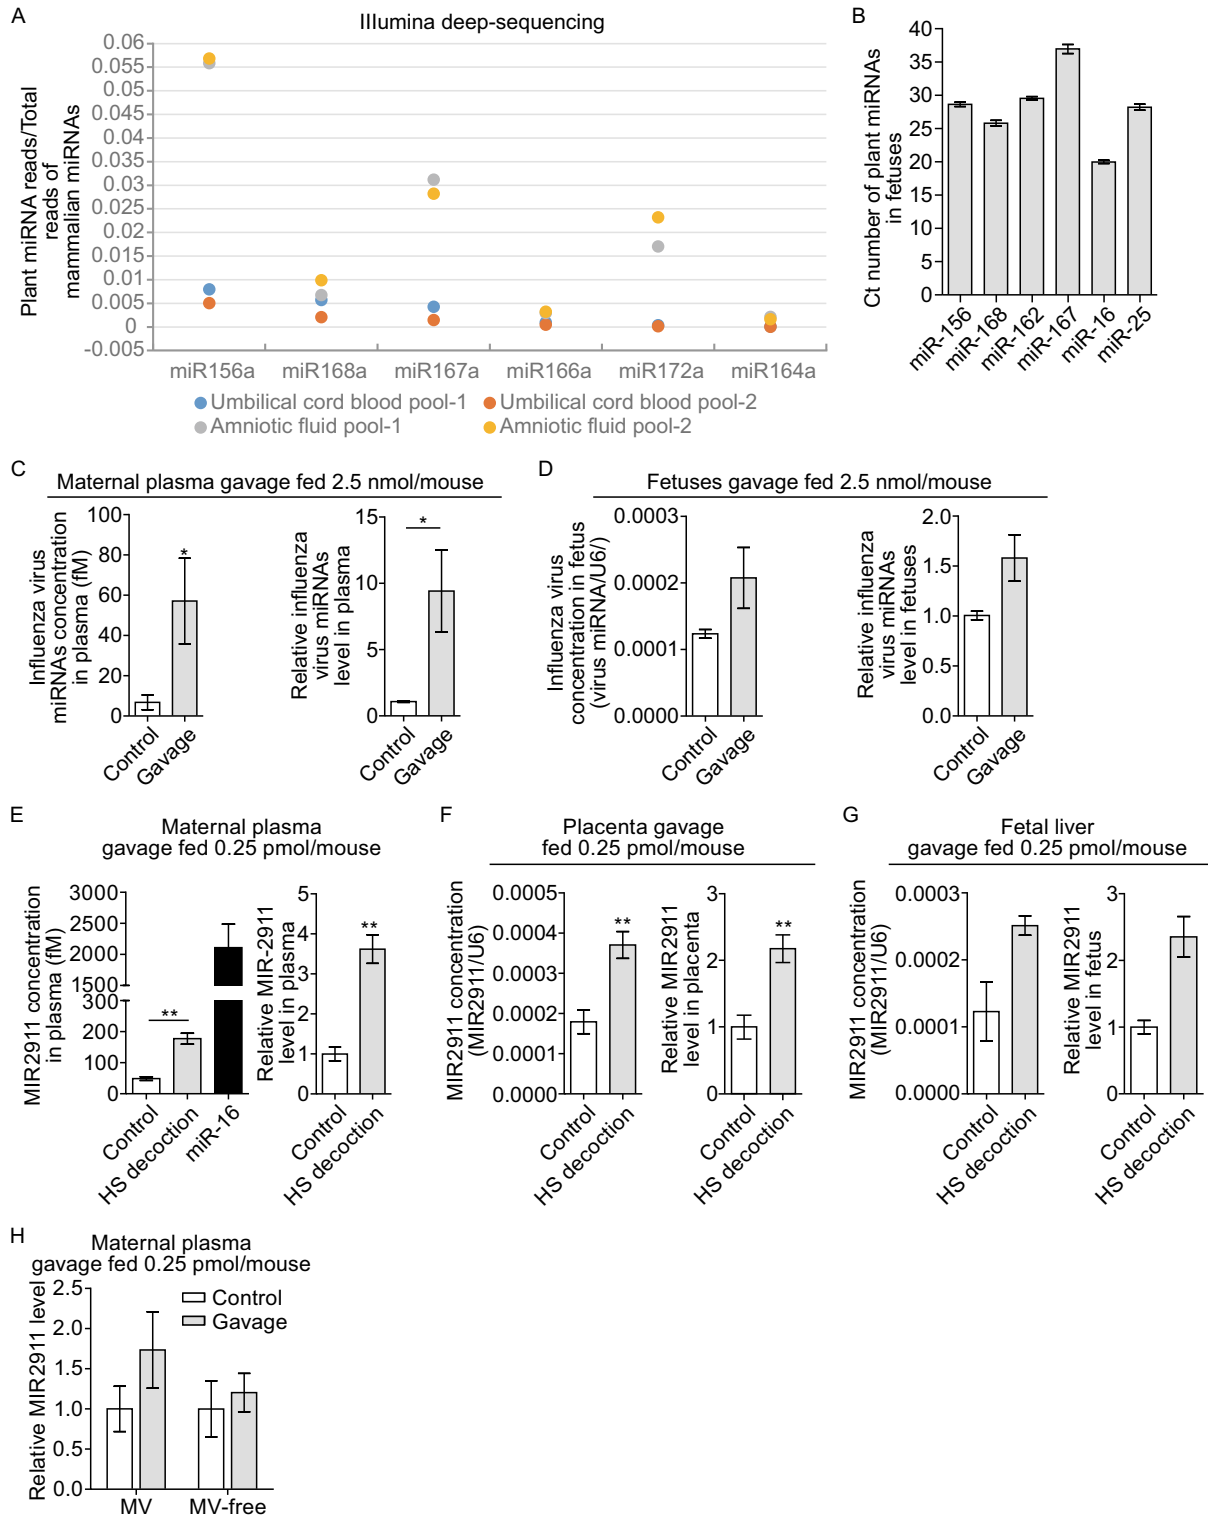 A
IIlumina deep-sequencing
Plant miRNA reads/Total
reads of
mammalian miRNAs
0.06
0.055
0.05
0.045
0.04
0.035
0.03
0.025
0.02
0.015
0.01
0.005
0
-0.005
miR156a
miR168a
miR167a
miR166a
miR172a
miR164a
Umbilical cord blood pool-1
Umbilical cord blood pool-2
Amniotic fluid pool-1
Amniotic fluid pool-2
B
Ct number of plant miRNAs
in fetuses
40
35
30
25
20
15
10
5
0
miR-156
miR-168
miR-162
miR-167
miR-16
miR-25
C
Maternal plasma gavage fed 2.5 nmol/mouse
Influenza virus
miRNAs concentration
in plasma (fM)
100
80
60
40
20
0
*
Control
Gavage
Relative influenza
virus miRNAs
level in plasma
15
10
5
0
*
Control
Gavage
D
Fetuses gavage fed 2.5 nmol/mouse
Influenza virus
concentration in fetus
(virus miRNA/U6/)
0.0003
0.0002
0.0001
0.0000
Control
Gavage
Relative influenza
virus miRNAs
level in fetuses
2.0
1.5
1.0
0.5
0.0
Control
Gavage
E
Maternal plasma
gavage fed 0.25 pmol/mouse
MIR2911 concentration
in plasma (fM)
3000
2500
2000
1500
300
200
100
0
**
Control
HS decoction
miR-16
Relative MIR-2911
level in plasma
5
4
3
2
1
0
**
Control
HS decoction
F
Placenta gavage
fed 0.25 pmol/mouse
MIR2911 concentration
(MIR2911/U6)
0.0005
0.0004
0.0003
0.0002
0.0001
0.0000
**
Control
HS decoction
Relative MIR2911
level in placenta
3
2
1
0
**
Control
HS decoction
G
Fetal liver
gavage fed 0.25 pmol/mouse
MIR2911 concentration
(MIR2911/U6)
0.0003
0.0002
0.0001
0.0000
Control
HS decoction
Relative MIR2911
level in fetus
3
2
1
0
Control
HS decoction
H
Maternal plasma
gavage fed 0.25 pmol/mouse
Relative MIR2911 level
2.5
2.0
1.5
1.0
0.5
0.0
Control
Gavage
MV
MV-free